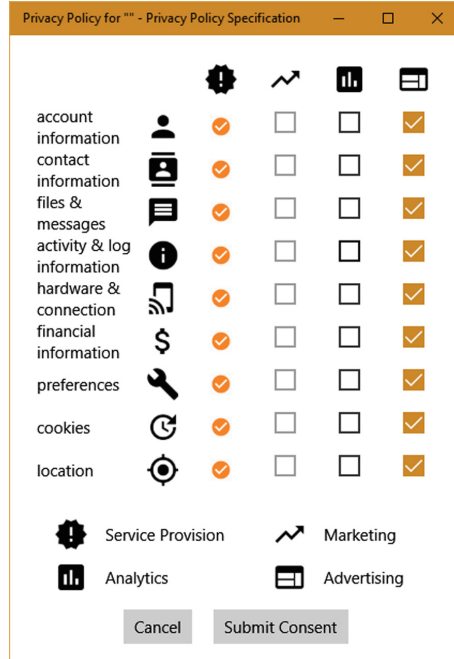 Privacy Policy for "" - Privacy Policy Specification
account
information
contact
information
files &
messages
activity & log
information
hardware &
connection
financial
information
preferences
cookies
location
Service Provision
Marketing
Analytics
Advertising
Cancel
Submit Consent